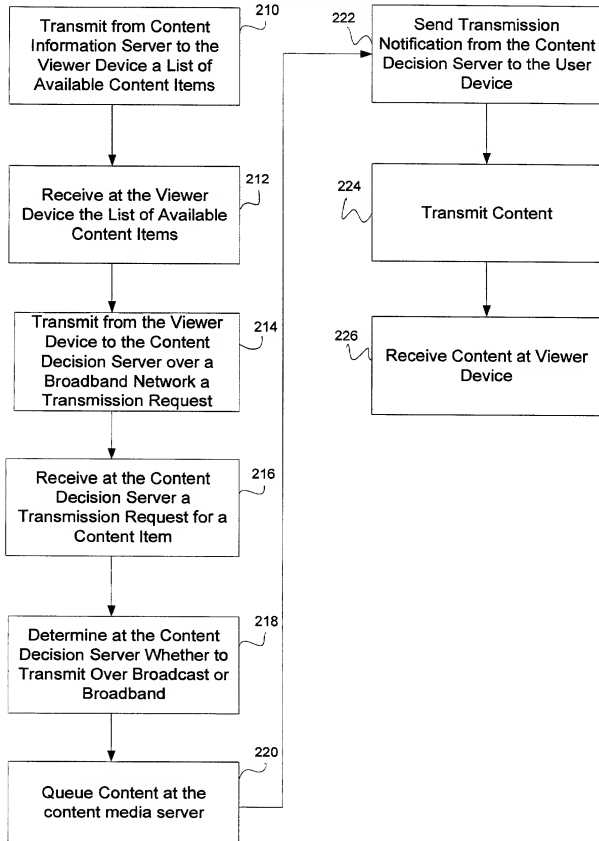 Transmit from Content
Information Server to the
Viewer Device a List of
Available Content Items
210
Receive at the Viewer
Device the List of Available
Content Items
212
Transmit from the Viewer
Device to the Content
Decision Server over a
Broadband Network a
Transmission Request
214
Receive at the Content
Decision Server a
Transmission Request for a
Content Item
216
Determine at the Content
Decision Server Whether to
Transmit Over Broadcast or
Broadband
218
Queue Content at the
content media server
220
222
Send Transmission
Notification from the Content
Decision Server to the User
Device
224
Transmit Content
226
Receive Content at Viewer
Device